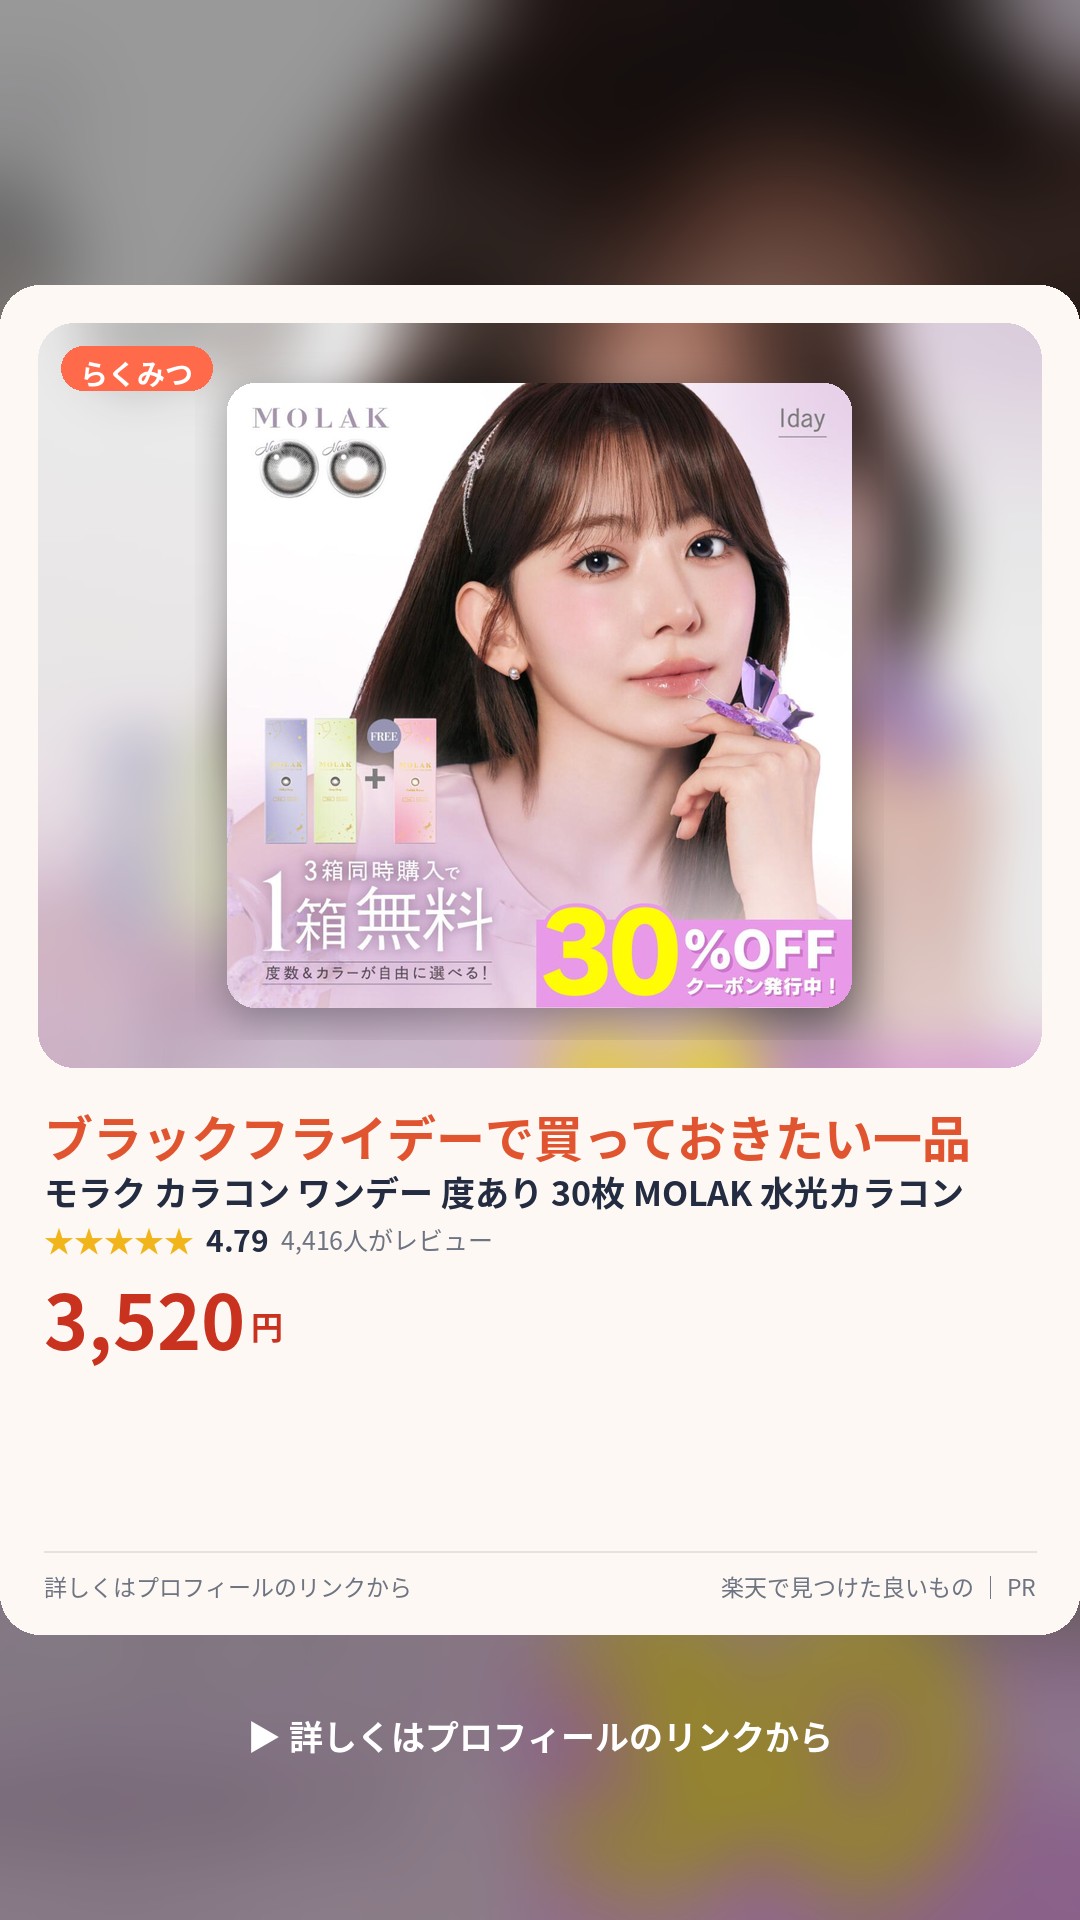 らくみつ
MOLAK
1day
New
New
FREE
MOLAK
MOLAK
MOLAK
3箱同時購入で
1箱無料
度数&カラーが自由に選べる!
30%OFF
クーポン発行中!
ブラックフライデーで買っておきたい一品
モラク カラコン ワンデー 度あり 30枚 MOLAK 水光カラコン
★★★★★ 4.79 4,416人がレビュー
3,520円
詳しくはプロフィールのリンクから
楽天で見つけた良いもの | PR
▶ 詳しくはプロフィールのリンクから